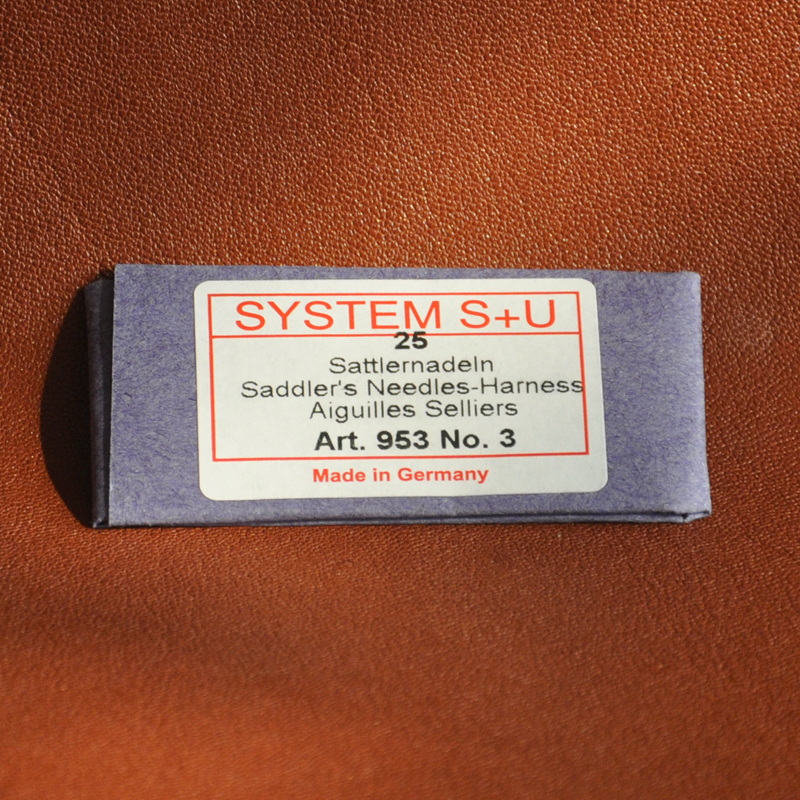 SYSTEM S+U
25
Sattlernadeln
Saddler's Needles-Harness
Aiguilles Selliers
Art. 953 No. 3
Made in Germany